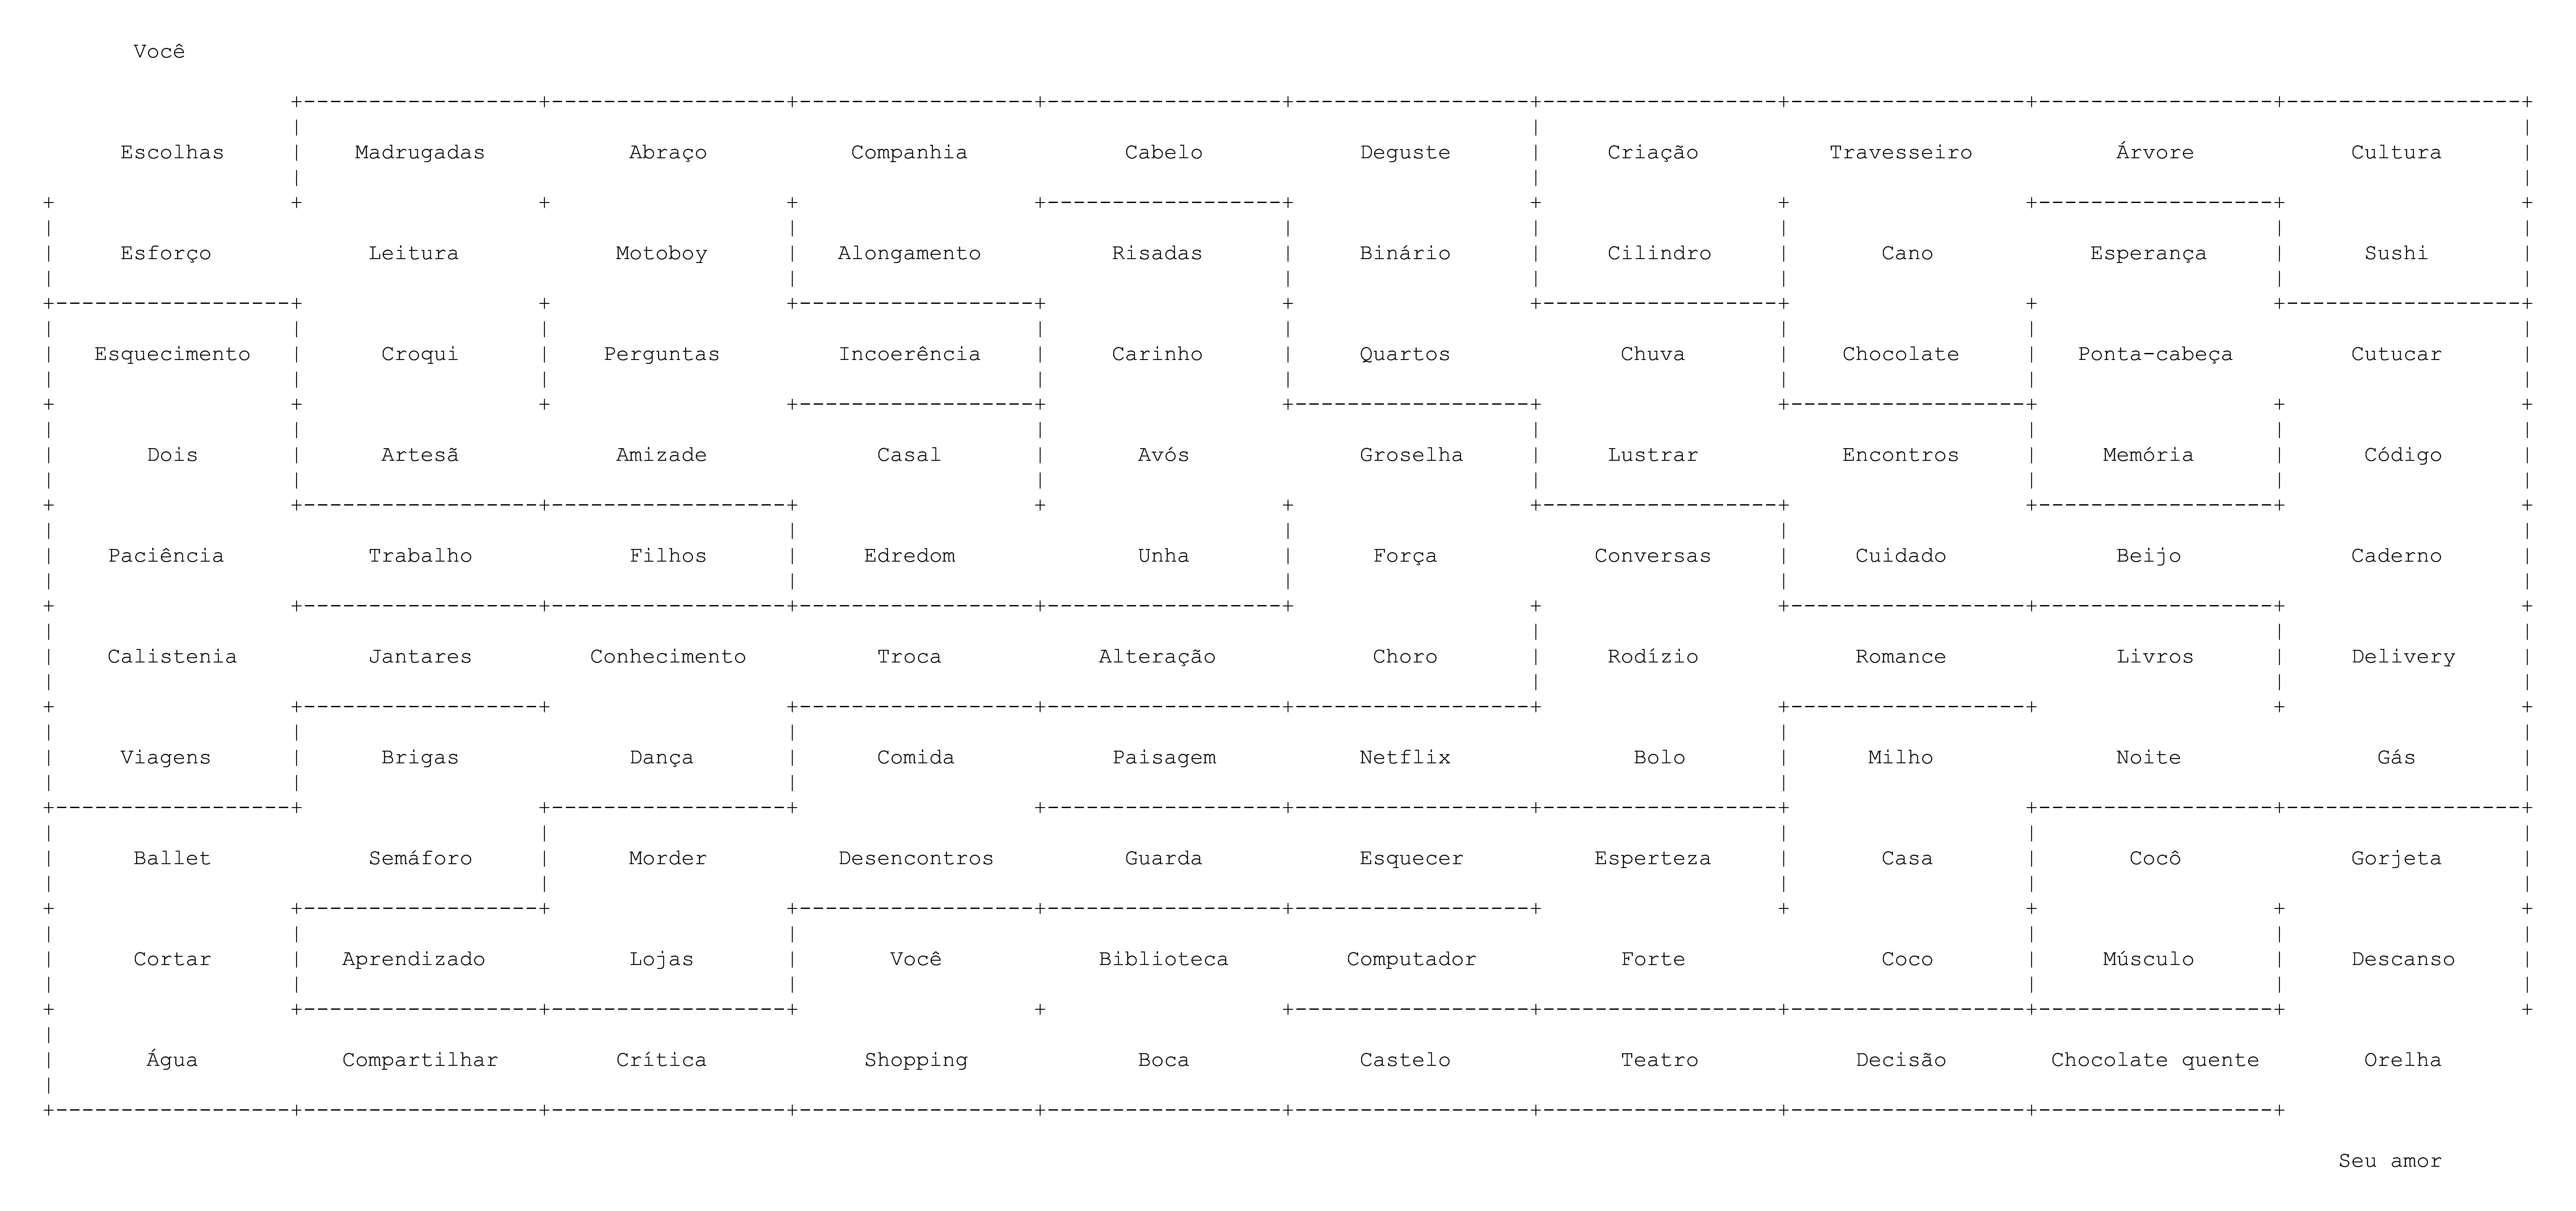 Você
Escolhas Madrugadas Abraço Companhia Cabelo Deguste Criação Travesseiro Árvore Cultura
Esforço Leitura Motoboy Alongamento Risadas Binário Cilindro Cano Esperança Sushi
Esquecimento Croqui Perguntas Incoerência Carinho Quartos Chuva Chocolate Ponta-cabeça Cutucar
Dois Artesã Amizade Casal Avós Groselha Lustrar Encontros Memória Código
Paciência Trabalho Filhos Edredom Unha Força Conversas Cuidado Beijo Caderno
Calistenia Jantares Conhecimento Troca Alteração Choro Rodízio Romance Livros Delivery
Viagens Brigas Dança Comida Paisagem Netflix Bolo Milho Noite Gás
Ballet Semáforo Morder Desencontros Guarda Esquecer Esperteza Casa Cocô Gorjeta
Cortar Aprendizado Lojas Você Biblioteca Computador Forte Coco Músculo Descanso
Água Compartilhar Crítica Shopping Boca Castelo Teatro Decisão Chocolate quente Orelha
Seu amor